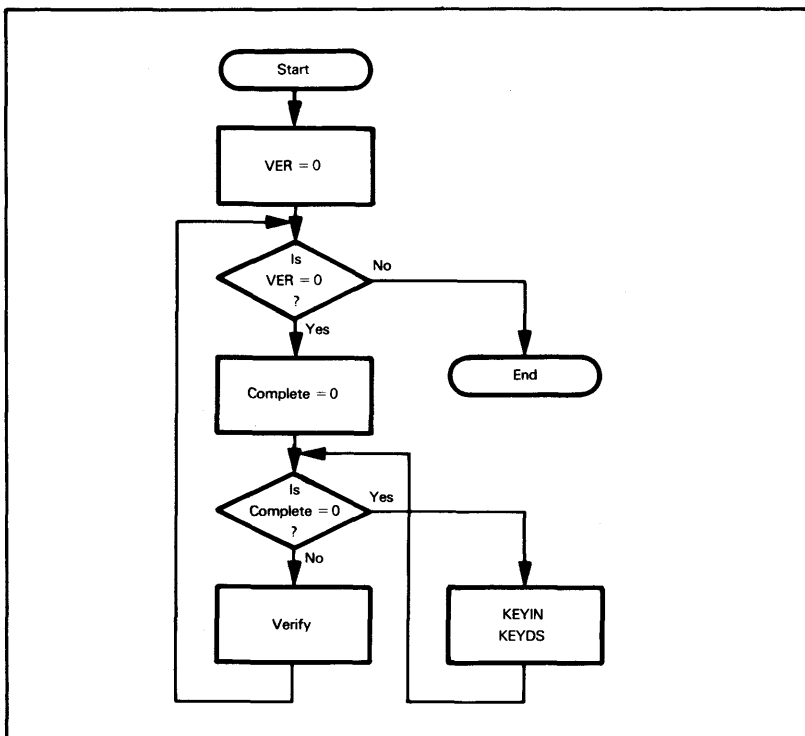 Start
VER = 0
Is
VER = 0
?
No
Yes
End
Complete = 0
Is
Complete = 0
?
Yes
No
Verify
KEYIN
KEYDS